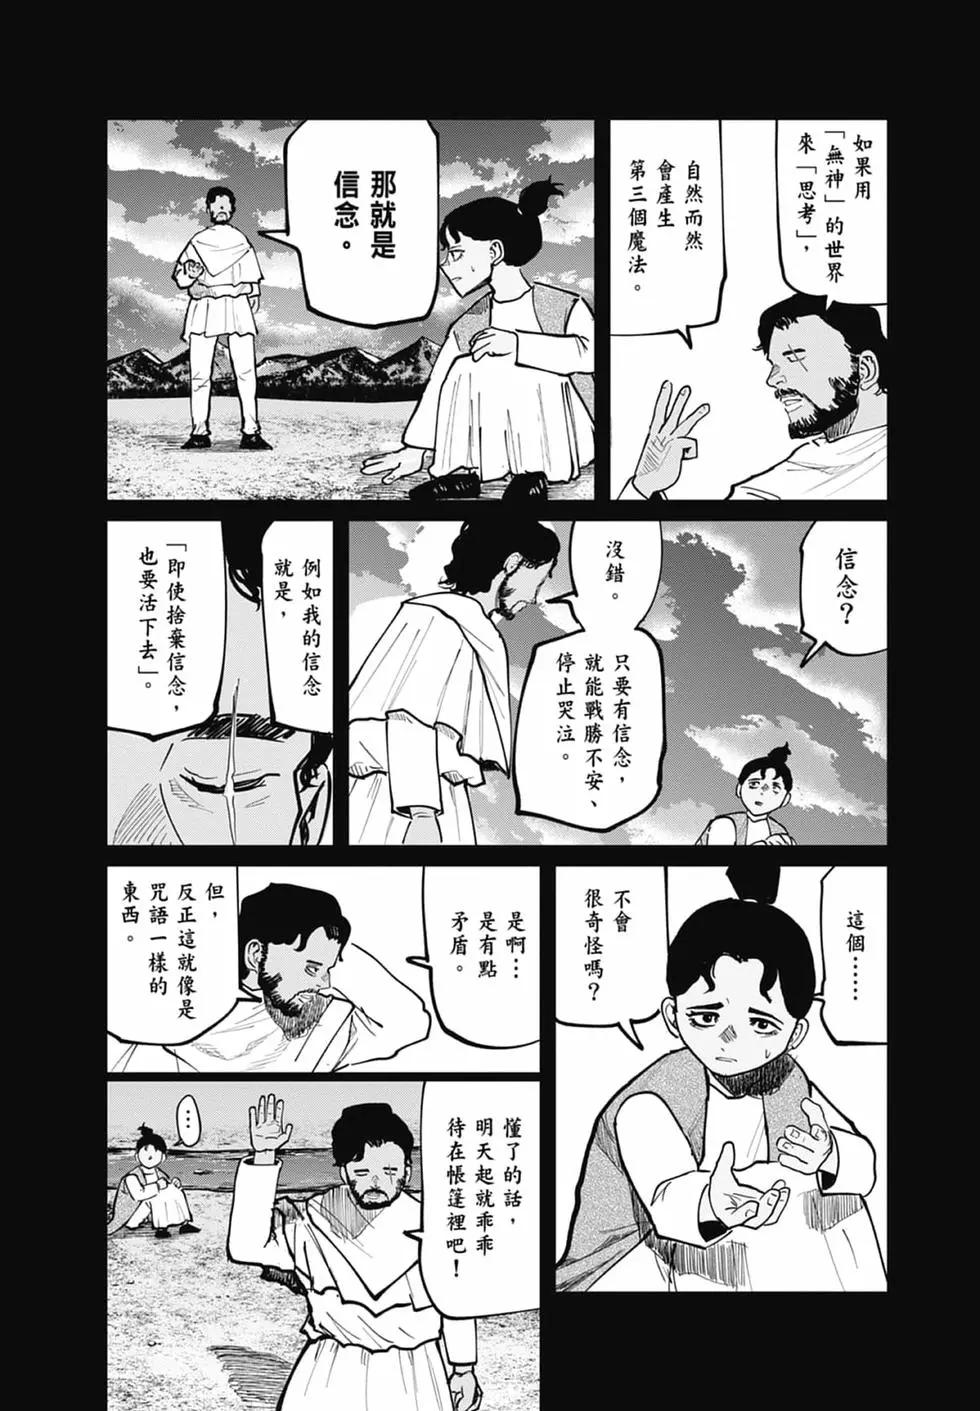 如果用
「無神」的世界
來「思考」，
自然而然
會產生
第三個魔法。
那就是
信念。
信念？
沒錯。
只要有信念，
就能戰勝不安、
停止哭泣。
例如我的信念
就是，
「即使捨棄信念，
也要活下去」。
這個……
不會
很奇怪嗎？
是啊…
是有點
矛盾。
但，
反正這就像是
咒語一樣的
東西。
…
懂了的話，
明天起就乖乖
待在帳篷裡吧！